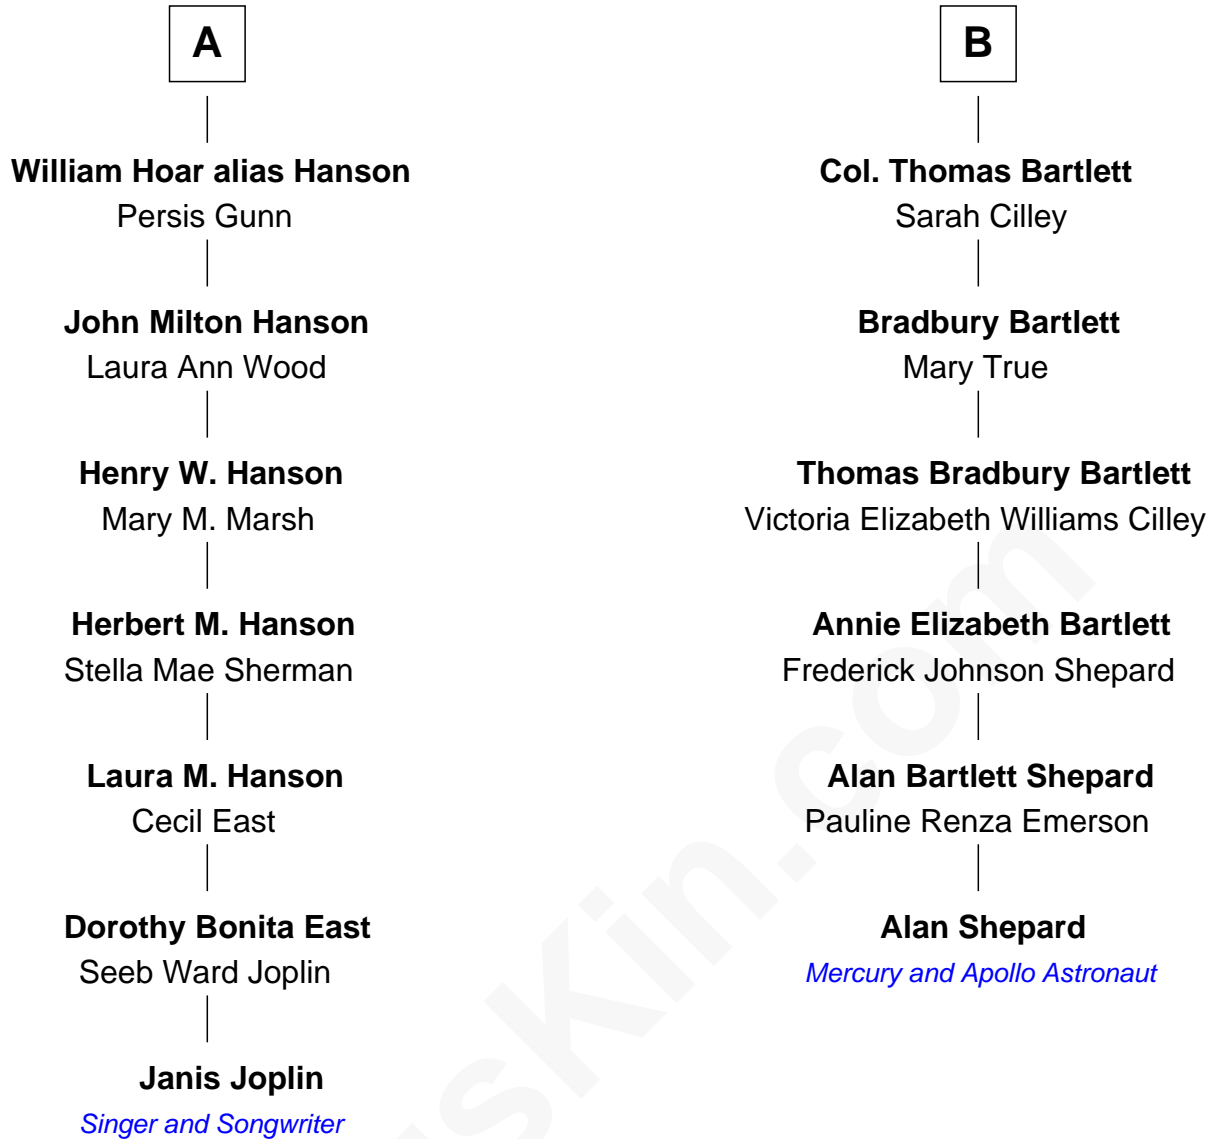 A
William Hoar alias Hanson
Persis Gunn
John Milton Hanson
Laura Ann Wood
Henry W. Hanson
Mary M. Marsh
Herbert M. Hanson
Stella Mae Sherman
Laura M. Hanson
Cecil East
Dorothy Bonita East
Seeb Ward Joplin
Janis Joplin
Singer and Songwriter
B
Col. Thomas Bartlett
Sarah Cilley
Bradbury Bartlett
Mary True
Thomas Bradbury Bartlett
Victoria Elizabeth Williams Cilley
Annie Elizabeth Bartlett
Frederick Johnson Shepard
Alan Bartlett Shepard
Pauline Renza Emerson
Alan Shepard
Mercury and Apollo Astronaut